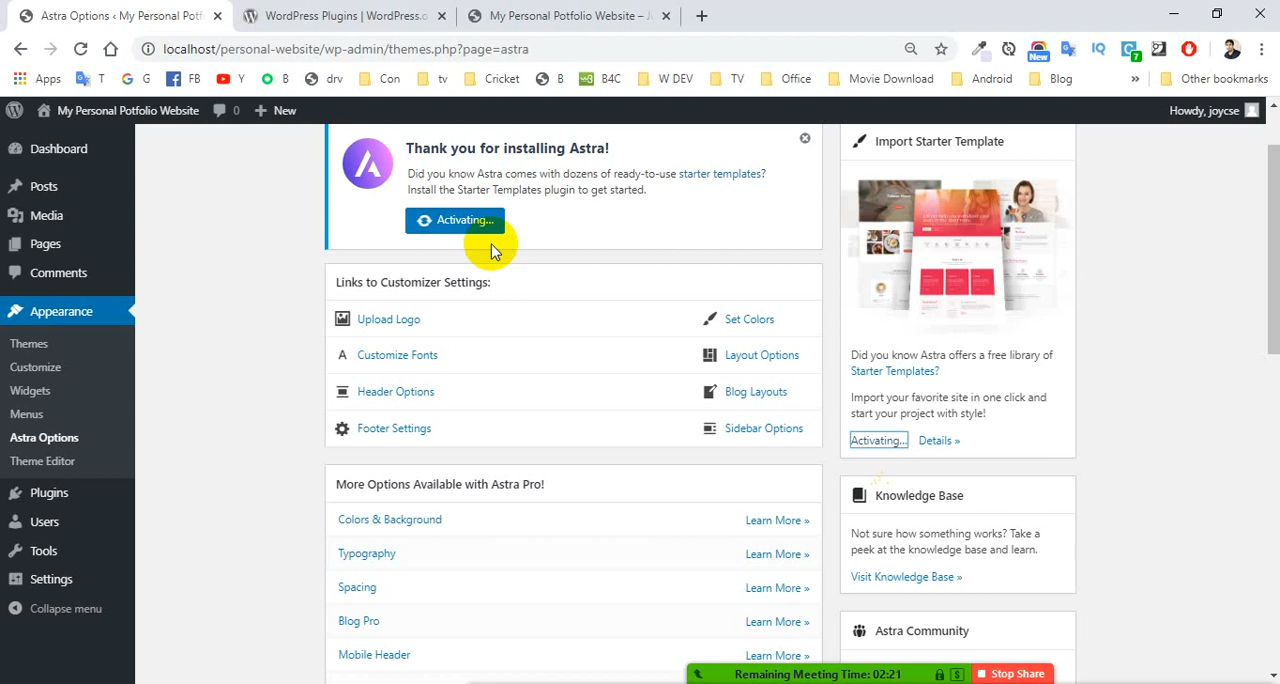 Astra Options ‹ My Personal Potf
WordPress Plugins | WordPress.o
My Personal Potfolio Website –
localhost/personal-website/wp-admin/themes.php?page=astra
New
7
Apps T G FB Y B drv Con tv Cricket B B4C W DEV TV Office Movie Download Android Blog » Other bookmarks
My Personal Potfolio Website 0 New
Howdy, joycse
Dashboard
Posts
Media
Pages
Comments
Appearance
Themes
Customize
Widgets
Menus
Astra Options
Theme Editor
Plugins
Users
Tools
Settings
Collapse menu
Thank you for installing Astra!
Did you know Astra comes with dozens of ready-to-use starter templates?
Install the Starter Templates plugin to get started.
Activating...
Links to Customizer Settings:
Upload Logo
Set Colors
Customize Fonts
Layout Options
Header Options
Blog Layouts
Footer Settings
Sidebar Options
More Options Available with Astra Pro!
Colors & Background Learn More »
Typography Learn More »
Spacing Learn More »
Blog Pro Learn More »
Mobile Header Learn More »
Import Starter Template
Did you know Astra offers a free library of
Starter Templates?
Import your favorite site in one click and
start your project with style!
Activating... Details »
Knowledge Base
Not sure how something works? Take a
peek at the knowledge base and learn.
Visit Knowledge Base »
Astra Community
Remaining Meeting Time: 02:21
Stop Share